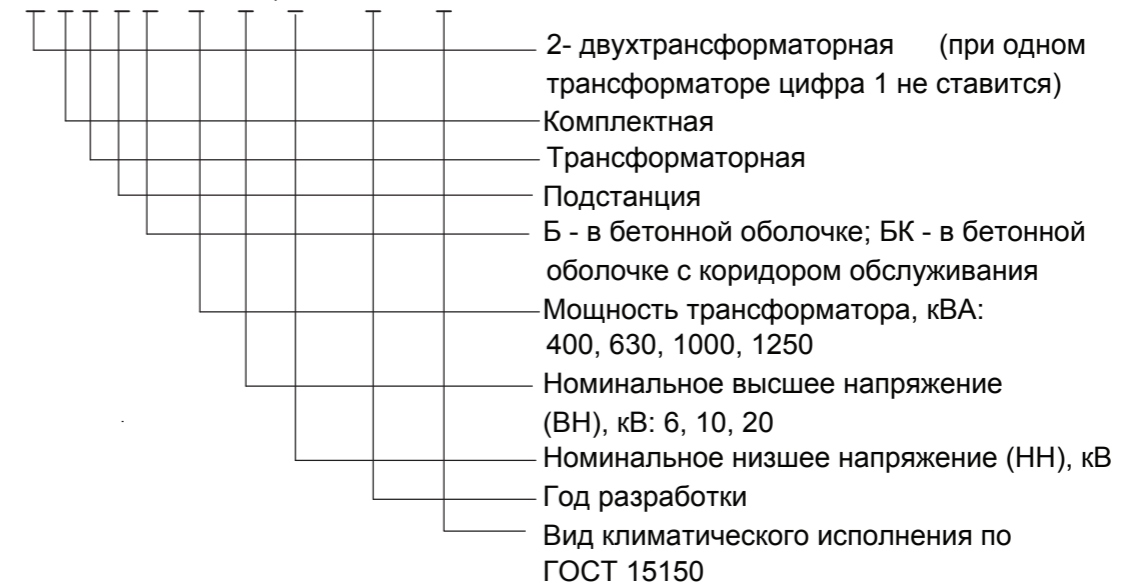 2- двухтрансформаторная (при одном
трансформаторе цифра 1 не ставится)
Комплектная
Трансформаторная
Подстанция
Б - в бетонной оболочке; БК - в бетонной
оболочке с коридором обслуживания
Мощность трансформатора, кВА:
400, 630, 1000, 1250
Номинальное высшее напряжение
(ВН), кВ: 6, 10, 20
Номинальное низшее напряжение (НН), кВ
Год разработки
Вид климатического исполнения по
ГОСТ 15150